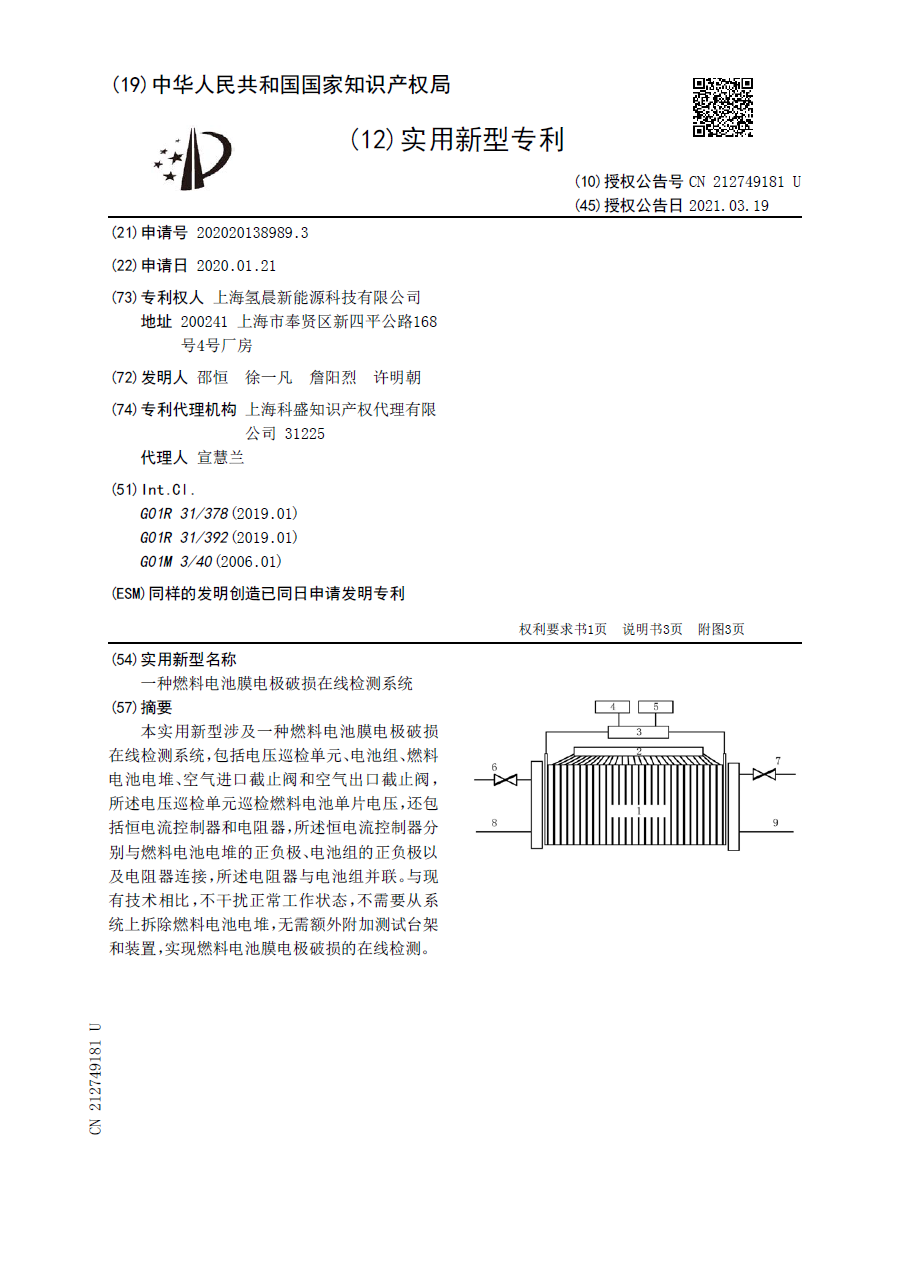 (19)中华人民共和国国家知识产权局
(12)实用新型专利
(10)授权公告号 CN 212749181 U
(45)授权公告日 2021.03.19
(21)申请号 202020138989.3
(22)申请日 2020.01.21
(73)专利权人 上海氢晨新能源科技有限公司
地址 200241 上海市奉贤区新四平公路168
号4号厂房
(72)发明人 邵恒 徐一凡 詹阳烈 许明朝
(74)专利代理机构 上海科盛知识产权代理有限
公司 31225
代理人 宣慧兰
(51)Int.Cl.
G01R 31/378(2019.01)
G01R 31/392(2019.01)
G01M 3/40(2006.01)
(ESM)同样的发明创造已同日申请发明专利
权利要求书1页 说明书3页 附图3页
(54)实用新型名称
一种燃料电池膜电极破损在线检测系统
(57)摘要
本实用新型涉及一种燃料电池膜电极破损
在线检测系统,包括电压巡检单元、电池组、燃料
电池电堆、空气进口截止阀和空气出口截止阀,
所述电压巡检单元巡检燃料电池单片电压,还包
括恒电流控制器和电阻器,所述恒电流控制器分
别与燃料电池电堆的正负极、电池组的正负极以
及电阻器连接,所述电阻器与电池组并联。与现
有技术相比,不干扰正常工作状态,不需要从系
统上拆除燃料电池电堆,无需额外附加测试台架
和装置,实现燃料电池膜电极破损的在线检测。
4 5
3
2
6 7
1
8 9
CN 212749181 U